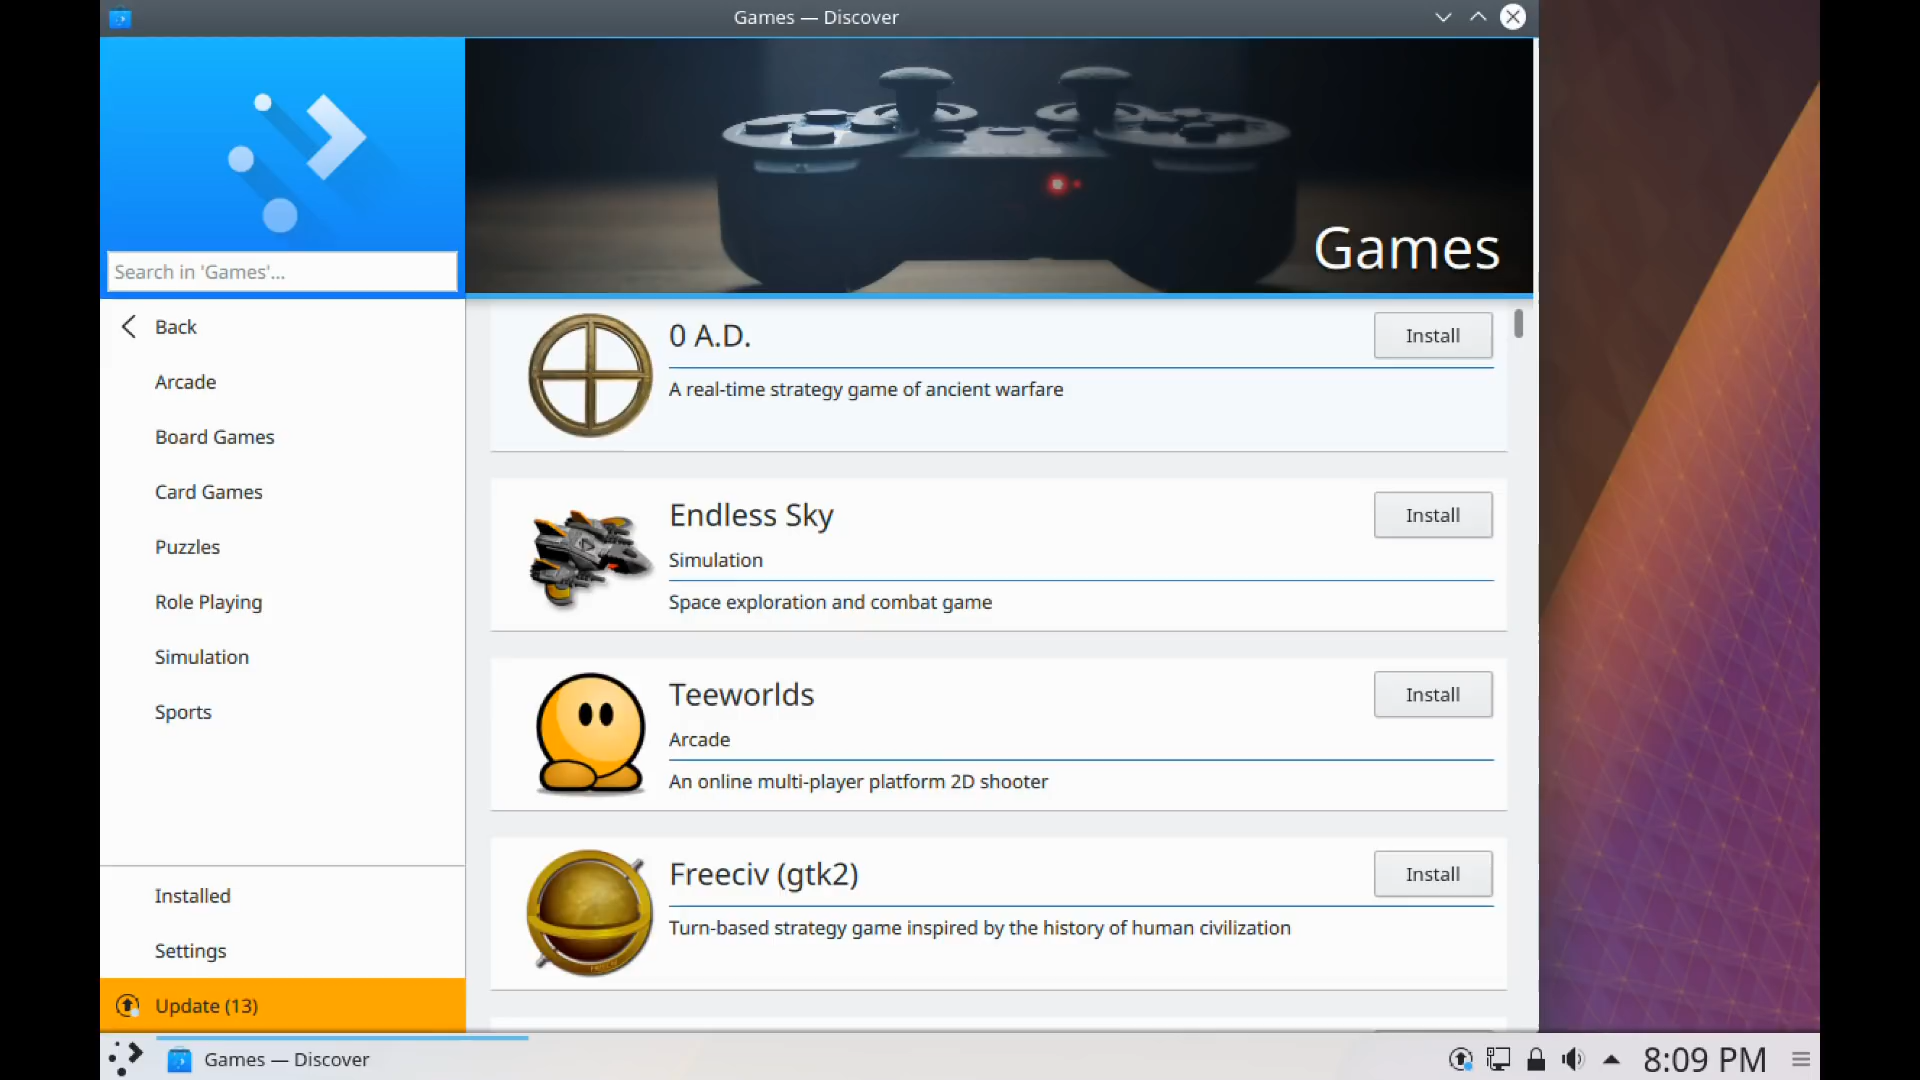 Games — Discover
Games
Search in 'Games'...
Back
Arcade
Board Games
Card Games
Puzzles
Role Playing
Simulation
Sports
Installed
Settings
Update (13)
0 A.D.
Install
A real-time strategy game of ancient warfare
Endless Sky
Install
Simulation
Space exploration and combat game
Teeworlds
Install
Arcade
An online multi-player platform 2D shooter
Freeciv (gtk2)
Install
Turn-based strategy game inspired by the history of human civilization
Games — Discover
8:09 PM